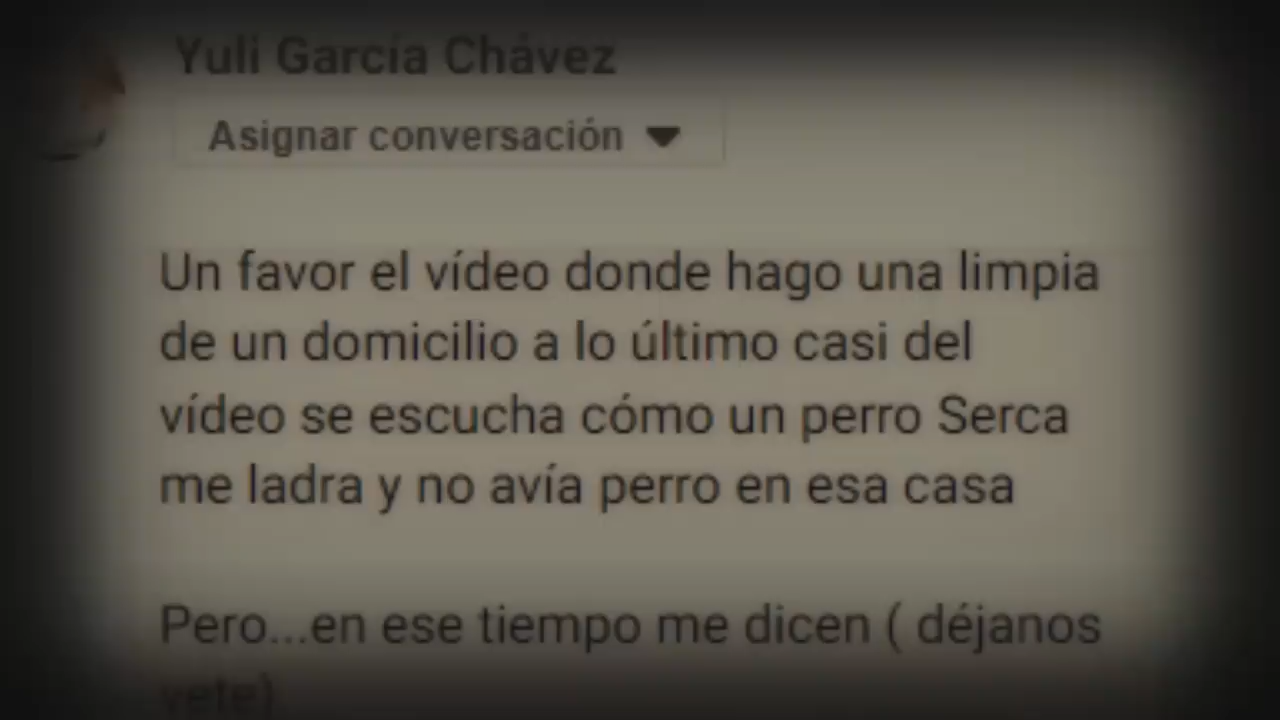 Yuli García Chávez
Asignar conversación
Un favor el vídeo donde hago una limpia
de un domicilio a lo último casi del
vídeo se escucha cómo un perro Serca
me ladra y no avía perro en esa casa
Pero...en ese tiempo me dicen ( déjanos
vete)